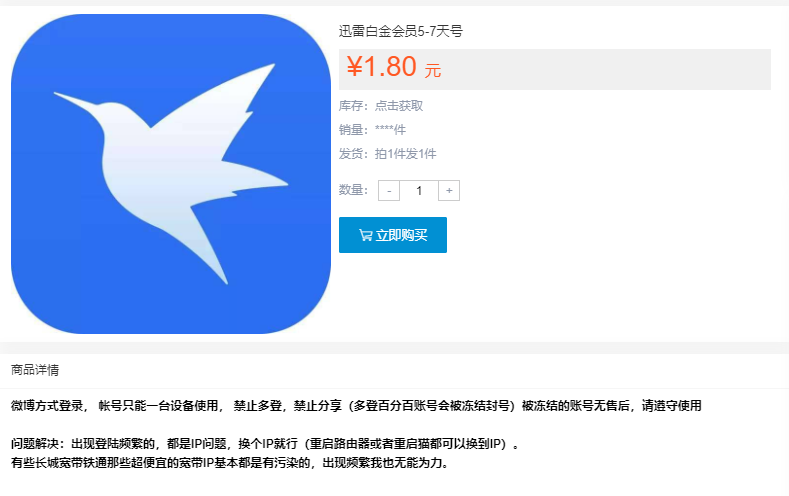 迅雷白金会员5-7天号
¥1.80 元
库存：点击获取
销量：****件
发货：拍1件发1件
数量： - 1 +
立即购买
商品详情
微博方式登录， 帐号只能一台设备使用， 禁止多登，禁止分享（多登百分百账号会被冻结封号）被冻结的账号无售后，请遵守使用
问题解决：出现登陆频繁的，都是IP问题，换个IP就行（重启路由器或者重启猫都可以换到IP）。
有些长城宽带铁通那些超便宜的宽带IP基本都是有污染的，出现频繁我也无能为力。